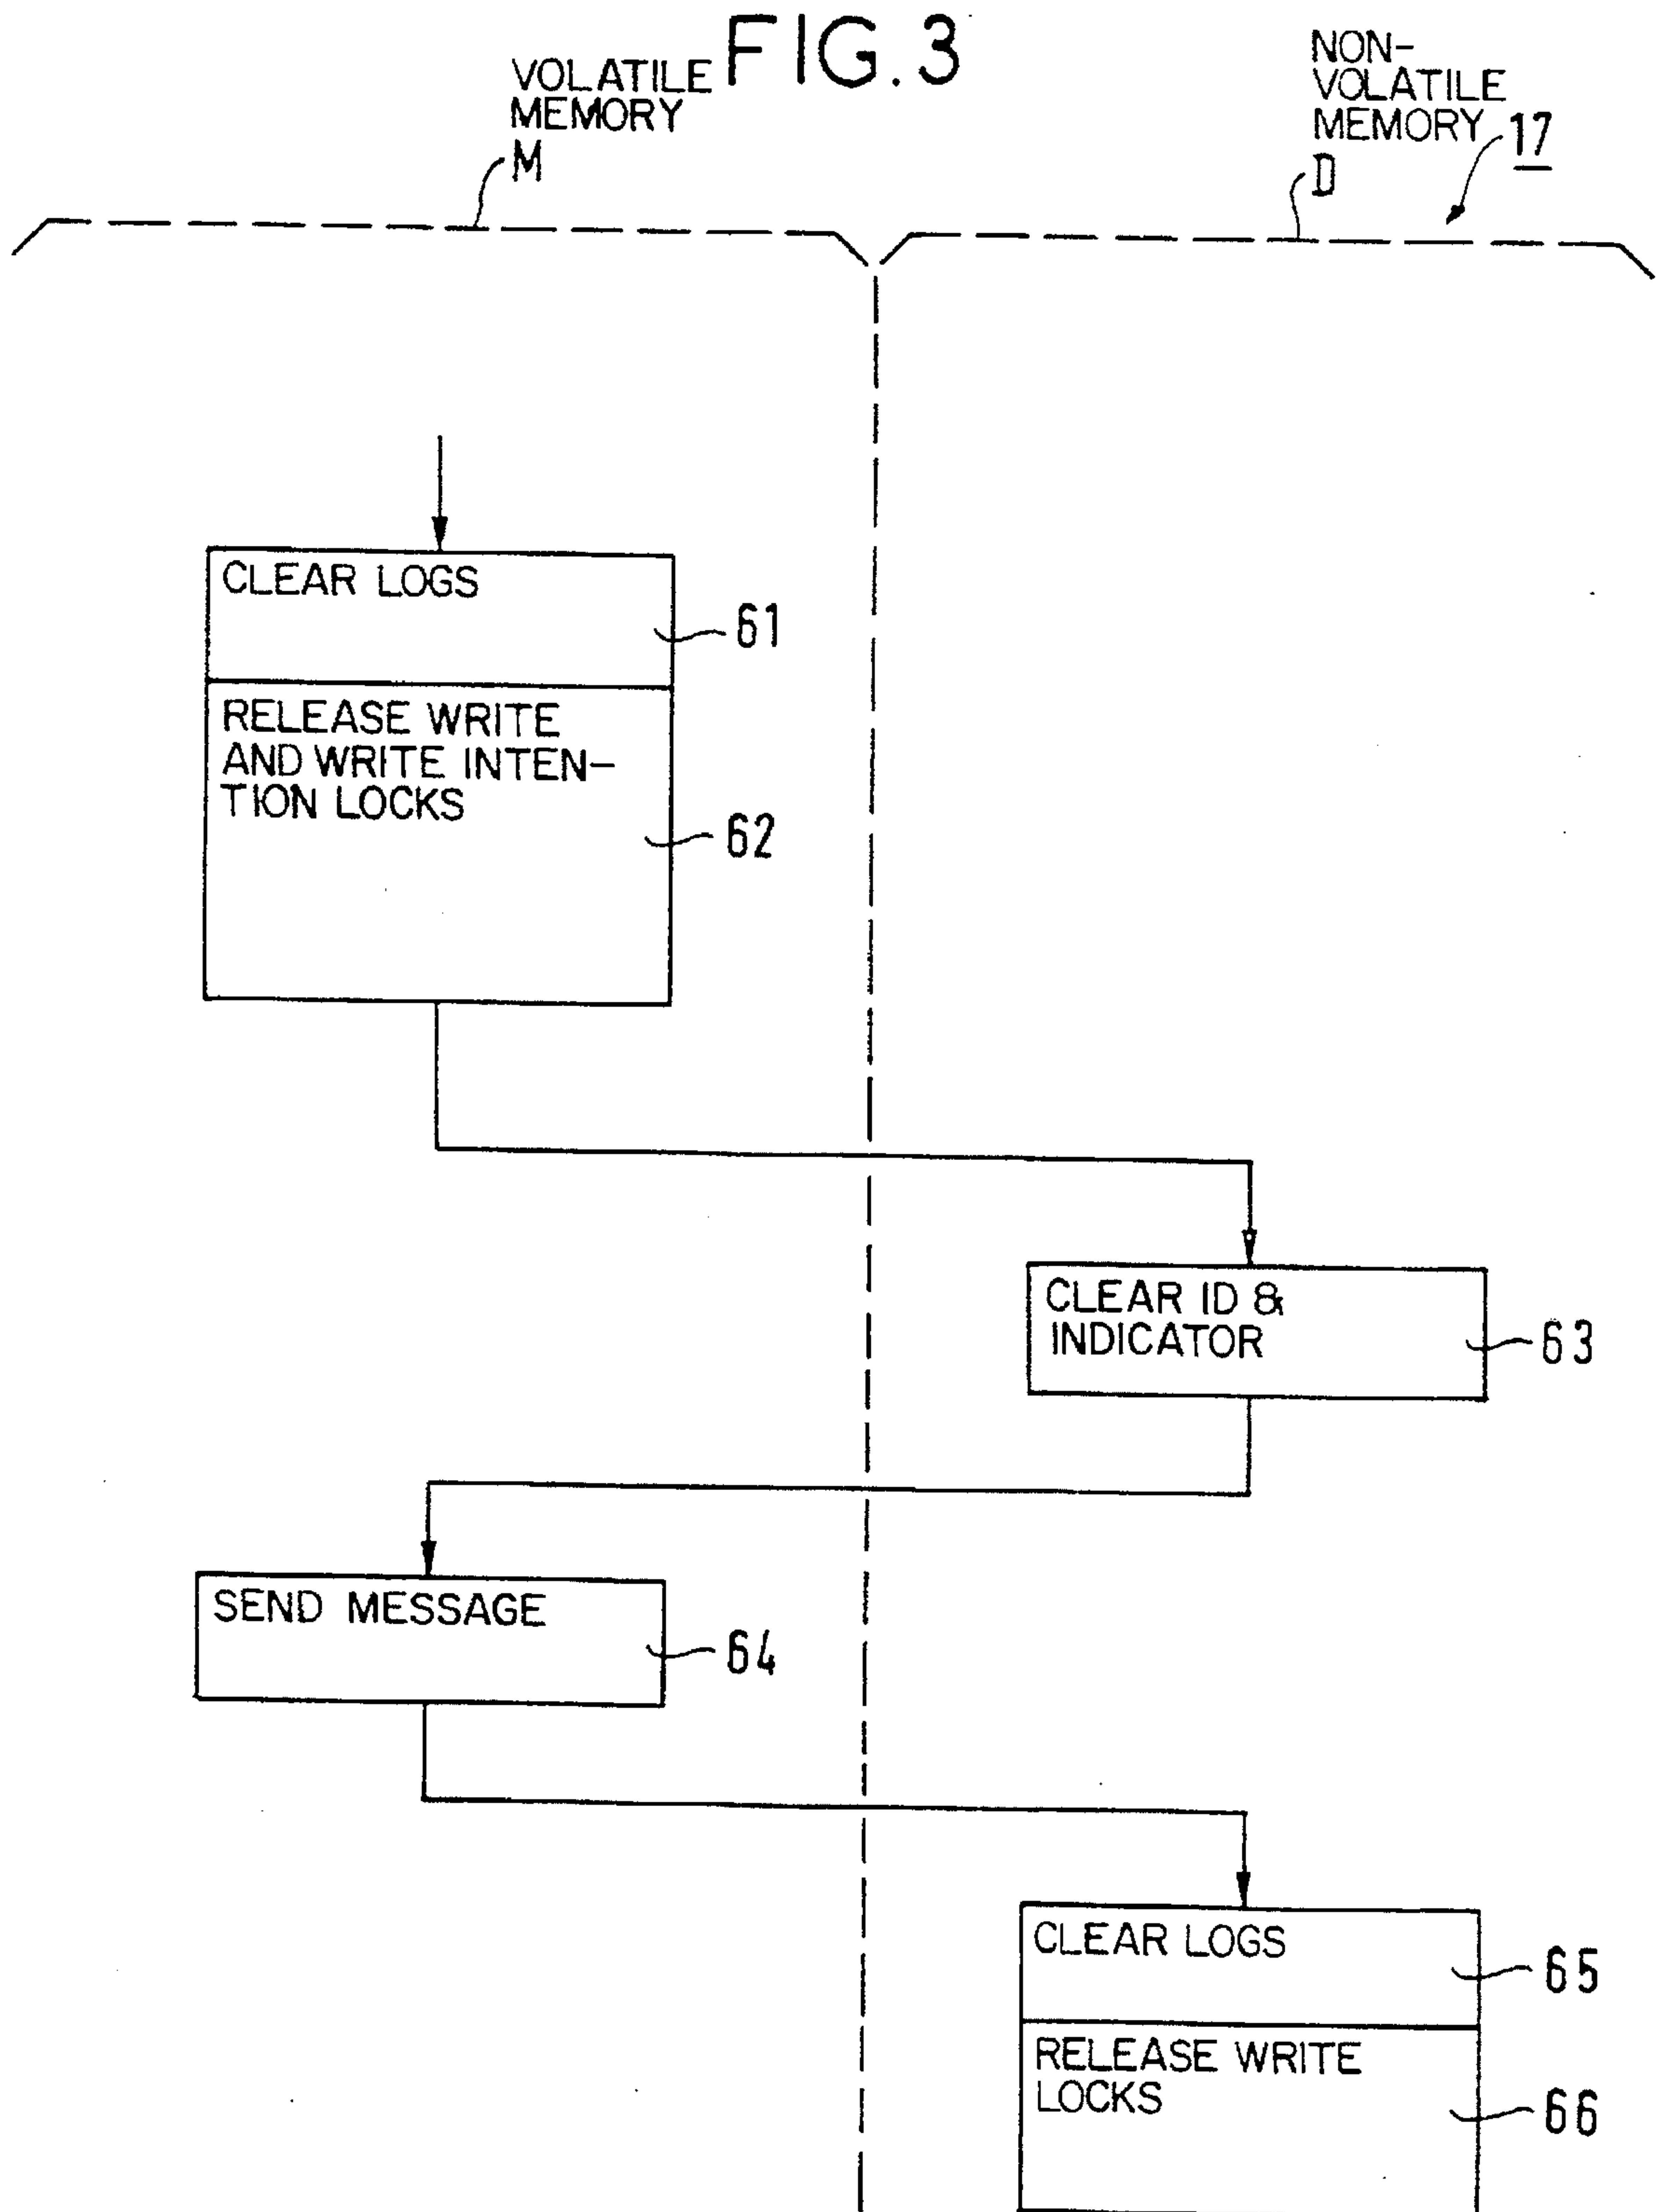 FIG.3
VOLATILE
MEMORY
M
NON-
VOLATILE
MEMORY
D
17
CLEAR LOGS
61
RELEASE WRITE
AND WRITE INTEN-
TION LOCKS
62
CLEAR ID &
INDICATOR
63
SEND MESSAGE
64
CLEAR LOGS
65
RELEASE WRITE
LOCKS
66